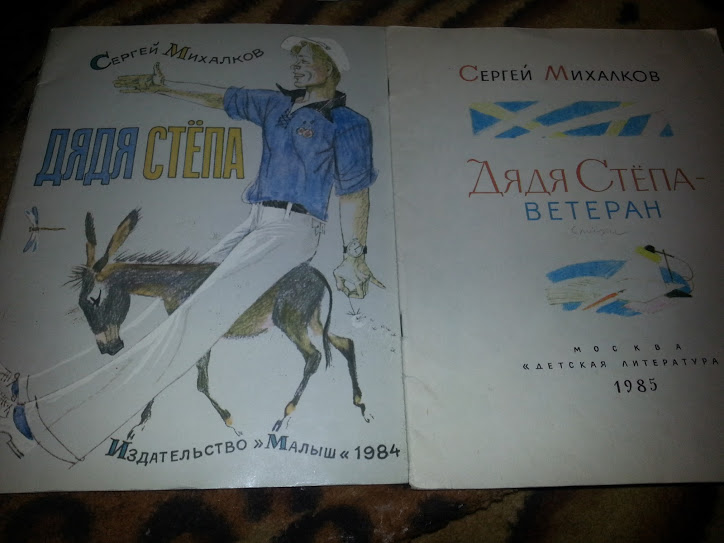 Сергей Михалков
ДЯДЯ СТЁПА
Издательство »Малыш« 1984
Сергей Михалков
Дядя Стёпа-
ВЕТЕРАН
МОСКВА
«ДЕТСКАЯ ЛИТЕРАТУРА
1985